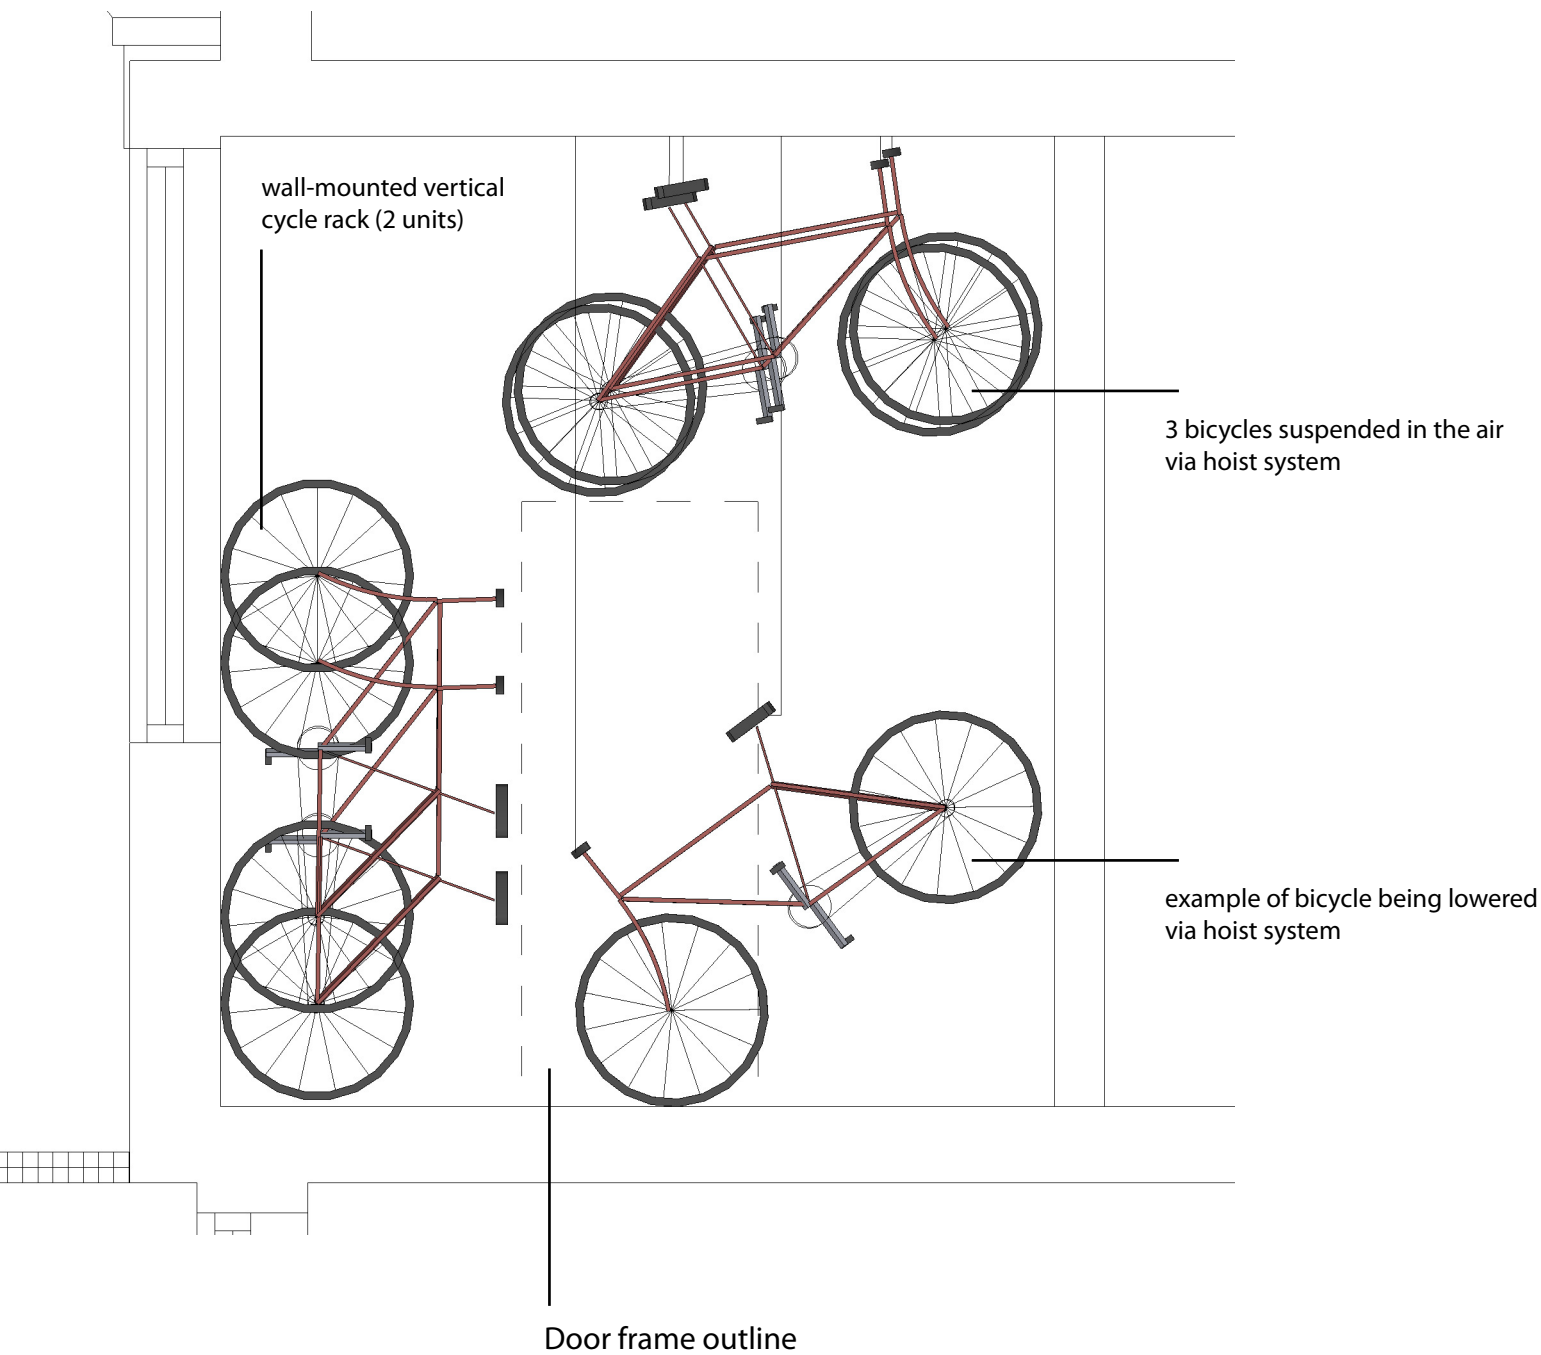 wall-mounted vertical
cycle rack (2 units)
3 bicycles suspended in the air
via hoist system
example of bicycle being lowered
via hoist system
Door frame outline